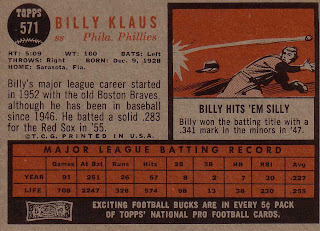 TOPPS
571
BILLY KLAUS
SS Phila. Phillies
HT: 5:09 WT: 160 BATS: Left
THROWS: Right BORN: Dec. 9, 1928
HOME: Sarasota, Fla.
Billy's major league career started
in 1952 with the old Boston Braves,
although he has been in baseball
since 1946. He batted a solid .283
for the Red Sox in '55.
©T.C.G. PRINTED IN U.S.A.
BILLY HITS 'EM SILLY
Billy won the batting title with a
.341 mark in the minors in '47.
MAJOR LEAGUE BATTING RECORD
Games At Bat Runs Hits 2B 3B HR RBI Avg.
YEAR 91 251 57 2 20 .227
LIFE 708 2247 328 574 98 13 38 .255
EXCITING FOOTBALL BUCKS ARE IN EVERY 5¢ PACK
OF TOPPS' NATIONAL PRO FOOTBALL CARDS.